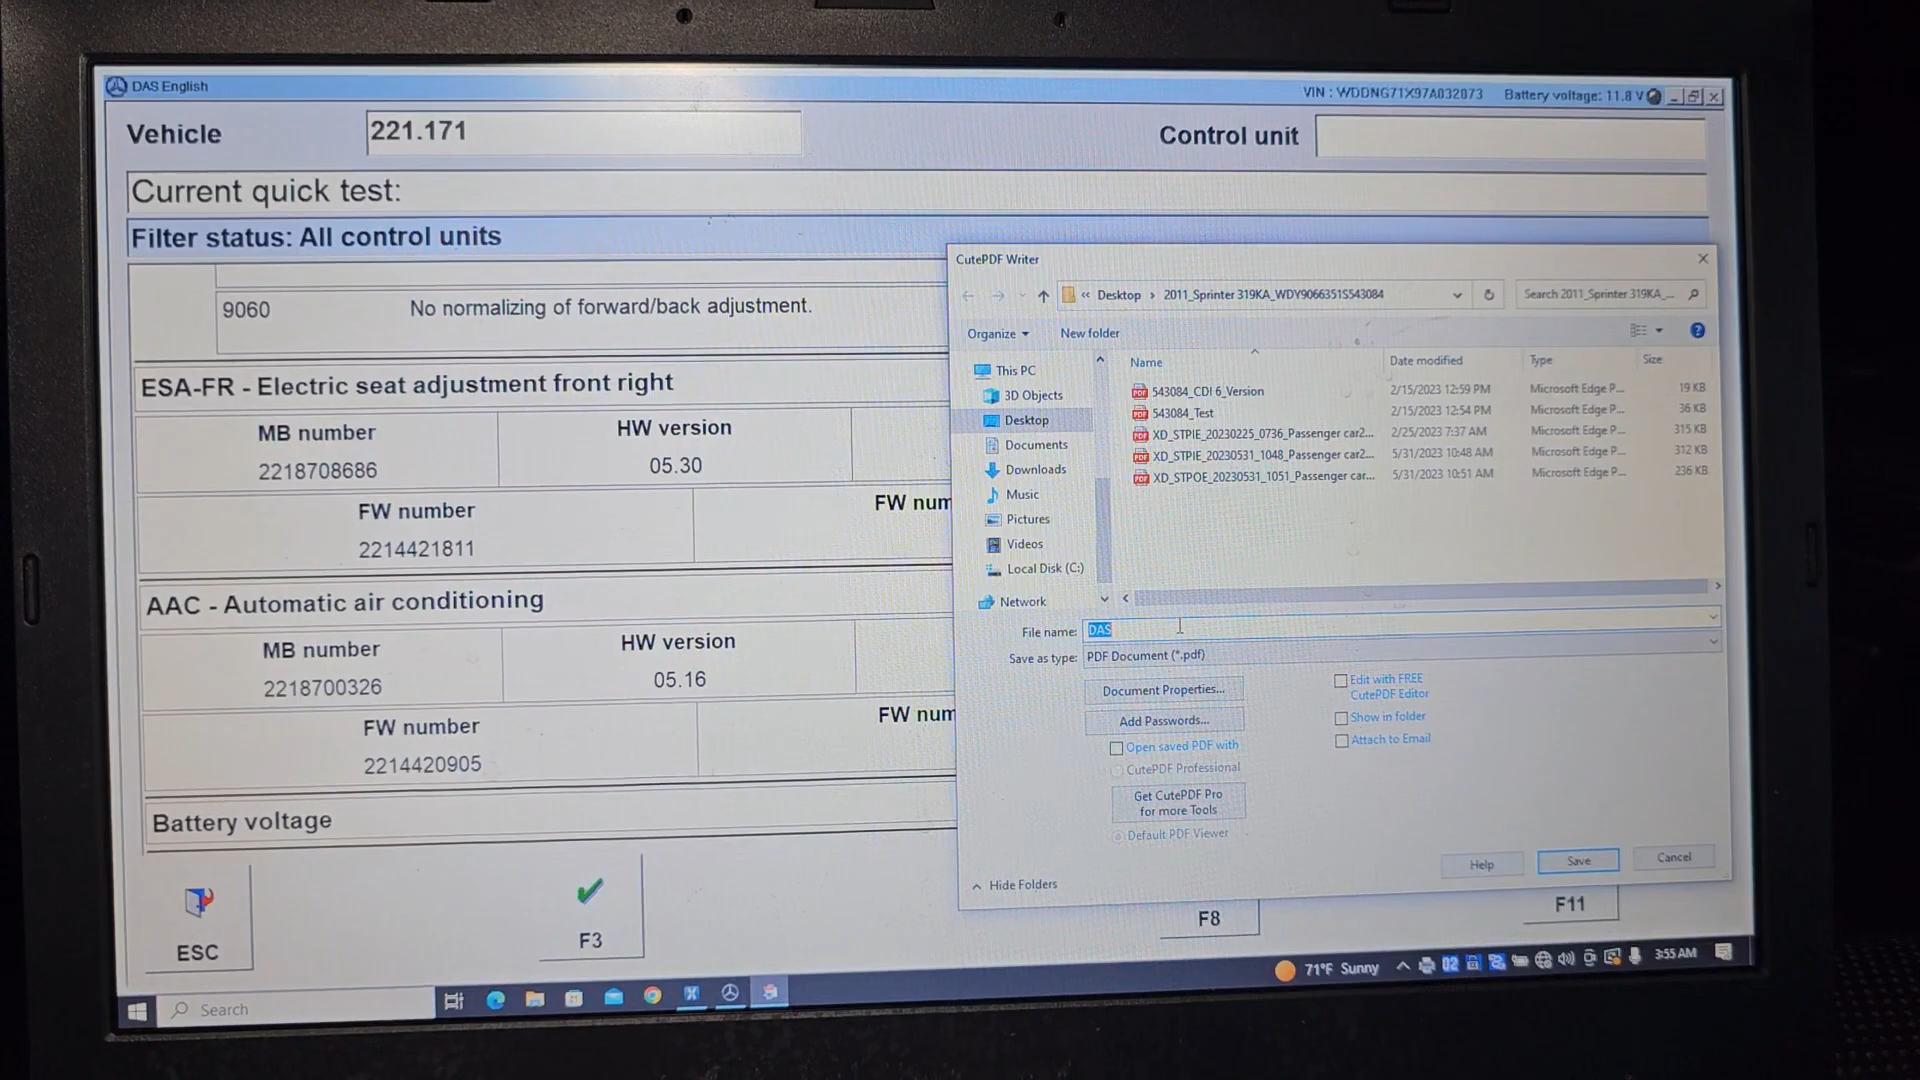 DAS English
VIN : WDDNG71X97A032073 Battery voltage: 11.8 V
Vehicle 221.171 Control unit
Current quick test:
Filter status: All control units
9060 No normalizing of forward/back adjustment.
ESA-FR - Electric seat adjustment front right
MB number HW version
2218708686 05.30
FW number FW num
2214421811
AAC - Automatic air conditioning
MB number HW version
2218700326 05.16
FW number FW num
2214420905
Battery voltage
ESC F3 F8 F11
CutePDF Writer
« Desktop › 2011_Sprinter 319KA_WDY9066351S543084
Search 2011_Sprinter 319KA_...
Organize New folder
This PC
3D Objects
Desktop
Documents
Downloads
Music
Pictures
Videos
Local Disk (C:)
Network
Name Date modified Type Size
543084_CDI 6_Version 2/15/2023 12:59 PM Microsoft Edge P... 19 KB
543084_Test 2/15/2023 12:54 PM Microsoft Edge P... 36 KB
XD_STPIE_20230225_0736_Passenger car2... 2/25/2023 7:37 AM Microsoft Edge P... 315 KB
XD_STPIE_20230531_1048_Passenger car2... 5/31/2023 10:48 AM Microsoft Edge P... 312 KB
XD_STPOE_20230531_1051_Passenger car... 5/31/2023 10:51 AM Microsoft Edge P... 236 KB
File name: DAS
Save as type: PDF Document (*.pdf)
Document Properties...
Add Passwords...
Open saved PDF with
CutePDF Professional
Get CutePDF Pro
for more Tools
Default PDF Viewer
Edit with FREE
CutePDF Editor
Show in folder
Attach to Email
Hide Folders
Help Save Cancel
Search
71°F Sunny 02 3:55 AM